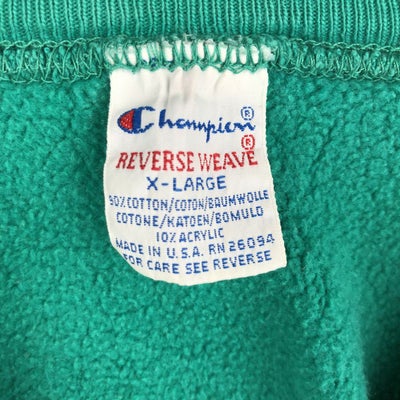 Champion®
REVERSE WEAVE®
X-LARGE
90% COTTON/COTON/BAUMWOLLE
COTONE/KATOEN/BOMULD
10% ACRYLIC
MADE IN U.S.A. RN 26094
FOR CARE SEE REVERSE